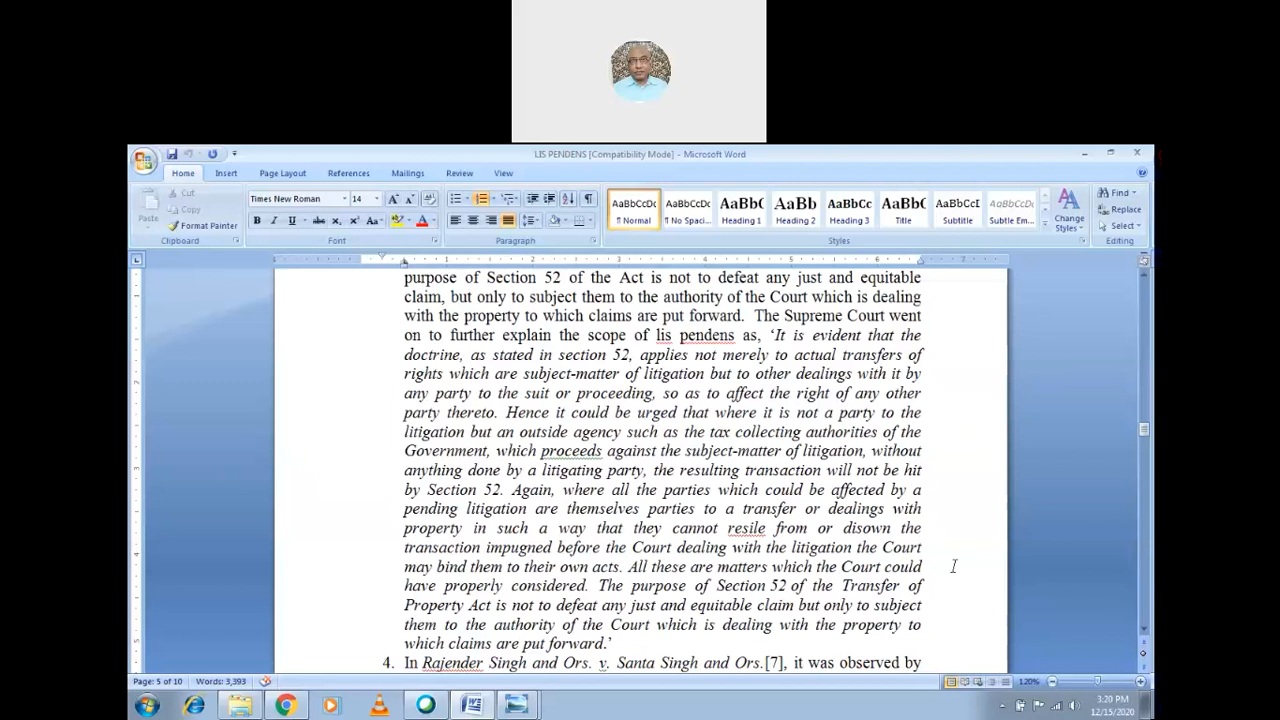 LIS PENDENS [Compatibility Mode] - Microsoft Word
Home Insert Page Layout References Mailings Review View
Paste
Cut
Copy
Format Painter
Clipboard
Times New Roman 14
B I U abc X₂ X² Aa
Font
Paragraph
AaBbCcDc AaBbCcDc AaBbC AaBb AaBbCc AaBbC AaBbCcI AaBbCcDc
¶ Normal ¶ No Spaci... Heading 1 Heading 2 Heading 3 Title Subtitle Subtle Em...
Change Styles
Styles
Find
Replace
Select
Editing
purpose of Section 52 of the Act is not to defeat any just and equitable
claim, but only to subject them to the authority of the Court which is dealing
with the property to which claims are put forward. The Supreme Court went
on to further explain the scope of lis pendens as, ‘It is evident that the
doctrine, as stated in section 52, applies not merely to actual transfers of
rights which are subject-matter of litigation but to other dealings with it by
any party to the suit or proceeding, so as to affect the right of any other
party thereto. Hence it could be urged that where it is not a party to the
litigation but an outside agency such as the tax collecting authorities of the
Government, which proceeds against the subject-matter of litigation, without
anything done by a litigating party, the resulting transaction will not be hit
by Section 52. Again, where all the parties which could be affected by a
pending litigation are themselves parties to a transfer or dealings with
property in such a way that they cannot resile from or disown the
transaction impugned before the Court dealing with the litigation the Court
may bind them to their own acts. All these are matters which the Court could
have properly considered. The purpose of Section 52 of the Transfer of
Property Act is not to defeat any just and equitable claim but only to subject
them to the authority of the Court which is dealing with the property to
which claims are put forward.’
4. In Rajender Singh and Ors. v. Santa Singh and Ors.[7], it was observed by
Page: 5 of 10 Words: 3,393 120%
3:20 PM
12/15/2020